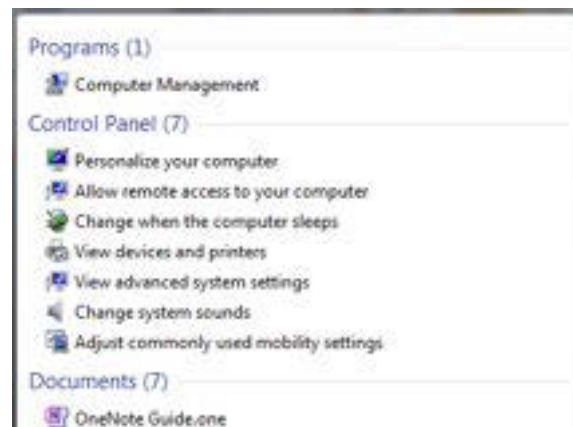 Programs (1)
Computer Management
Control Panel (7)
Personalize your computer
Allow remote access to your computer
Change when the computer sleeps
View devices and printers
View advanced system settings
Change system sounds
Adjust commonly used mobility settings
Documents (7)
OneNote Guide.one